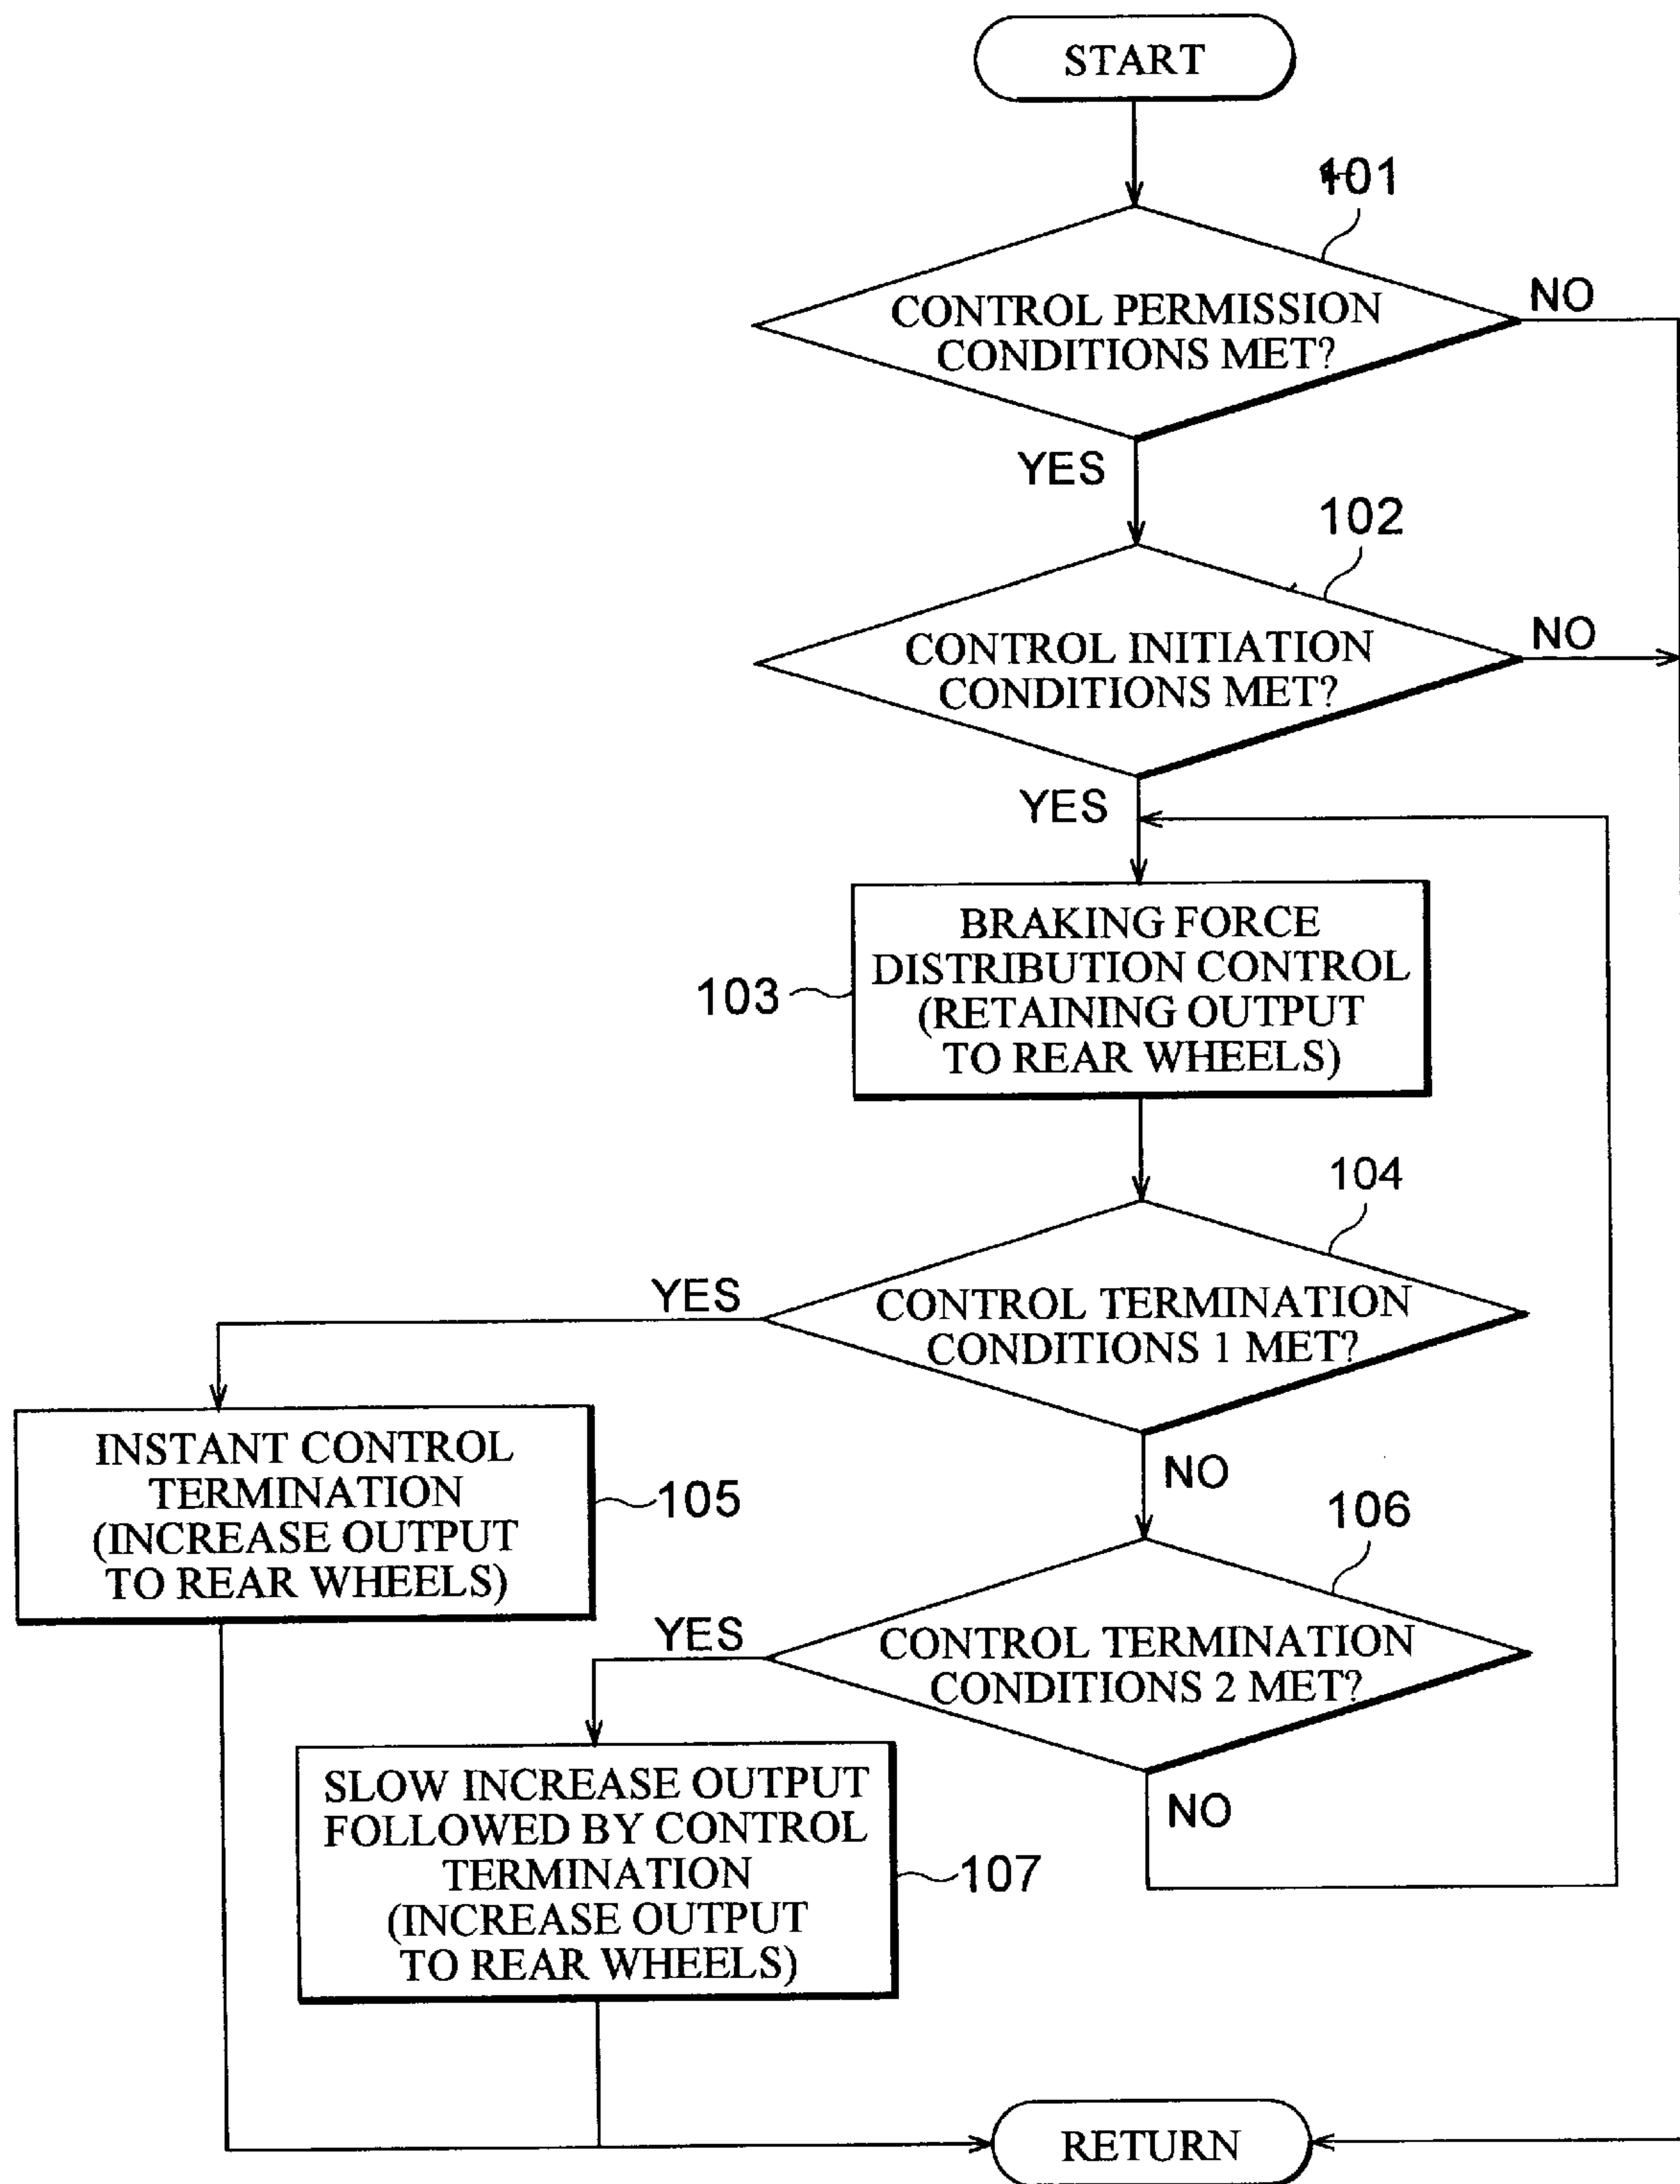 START
101
CONTROL PERMISSION
CONDITIONS MET?
NO
YES
102
CONTROL INITIATION
CONDITIONS MET?
NO
YES
BRAKING FORCE
DISTRIBUTION CONTROL
(RETAINING OUTPUT
TO REAR WHEELS)
103
104
CONTROL TERMINATION
CONDITIONS 1 MET?
YES
NO
INSTANT CONTROL
TERMINATION
(INCREASE OUTPUT
TO REAR WHEELS)
105
106
CONTROL TERMINATION
CONDITIONS 2 MET?
YES
NO
SLOW INCREASE OUTPUT
FOLLOWED BY CONTROL
TERMINATION
(INCREASE OUTPUT
TO REAR WHEELS)
107
RETURN